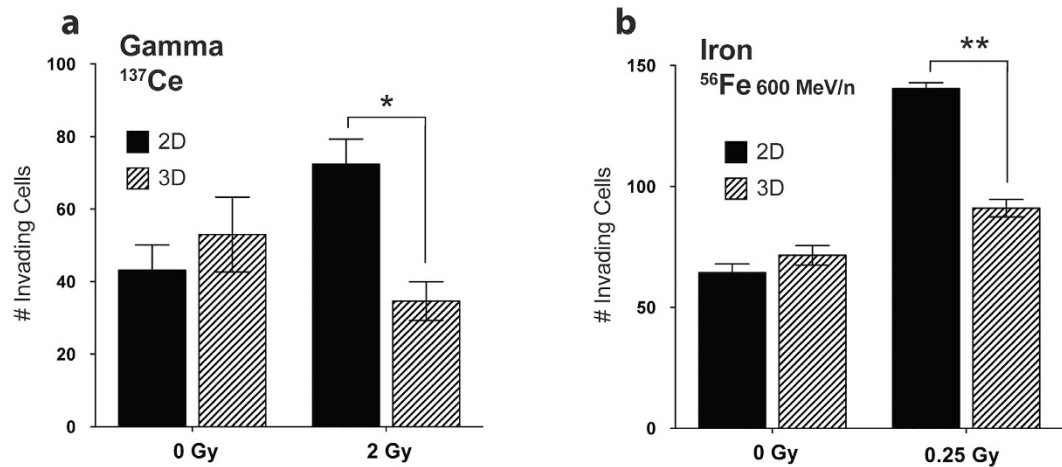 a
Gamma
¹³⁷Ce
100
80
60
40
20
0
# Invading Cells
2D
3D
*
0 Gy
2 Gy
b
Iron
⁵⁶Fe 600 MeV/n
150
100
50
0
# Invading Cells
2D
3D
**
0 Gy
0.25 Gy